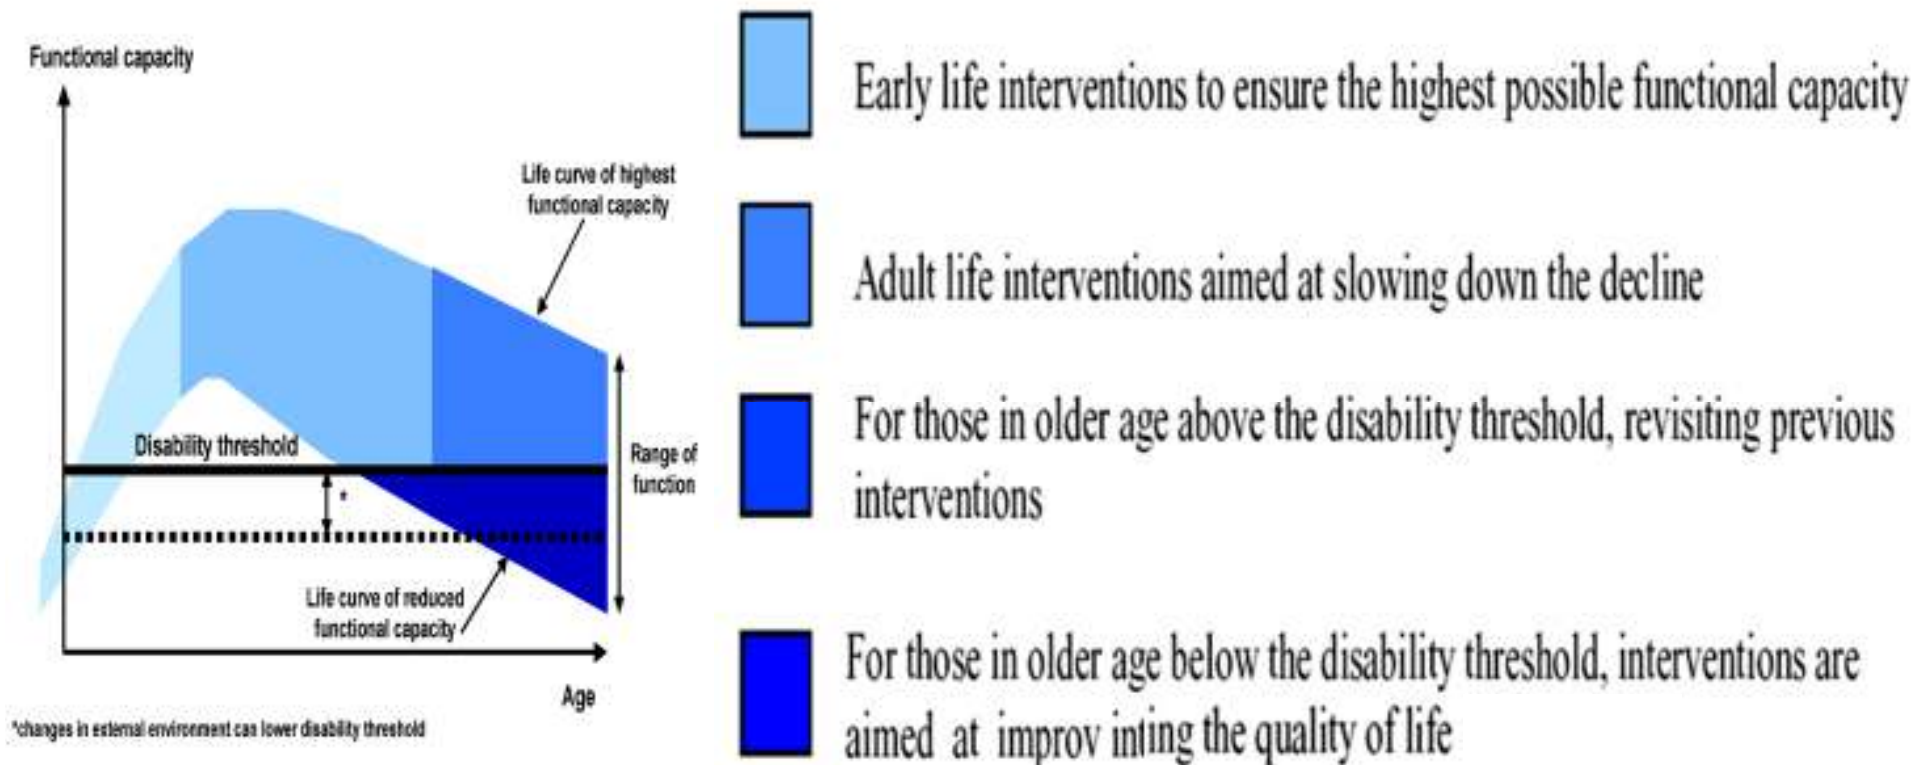 Functional capacity
Life curve of highest
functional capacity
Disability threshold
Range of
function
*
Life curve of reduced
functional capacity
Age
*changes in external environment can lower disability threshold
Early life interventions to ensure the highest possible functional capacity
Adult life interventions aimed at slowing down the decline
For those in older age above the disability threshold, revisiting previous
interventions
For those in older age below the disability threshold, interventions are
aimed at improv inting the quality of life